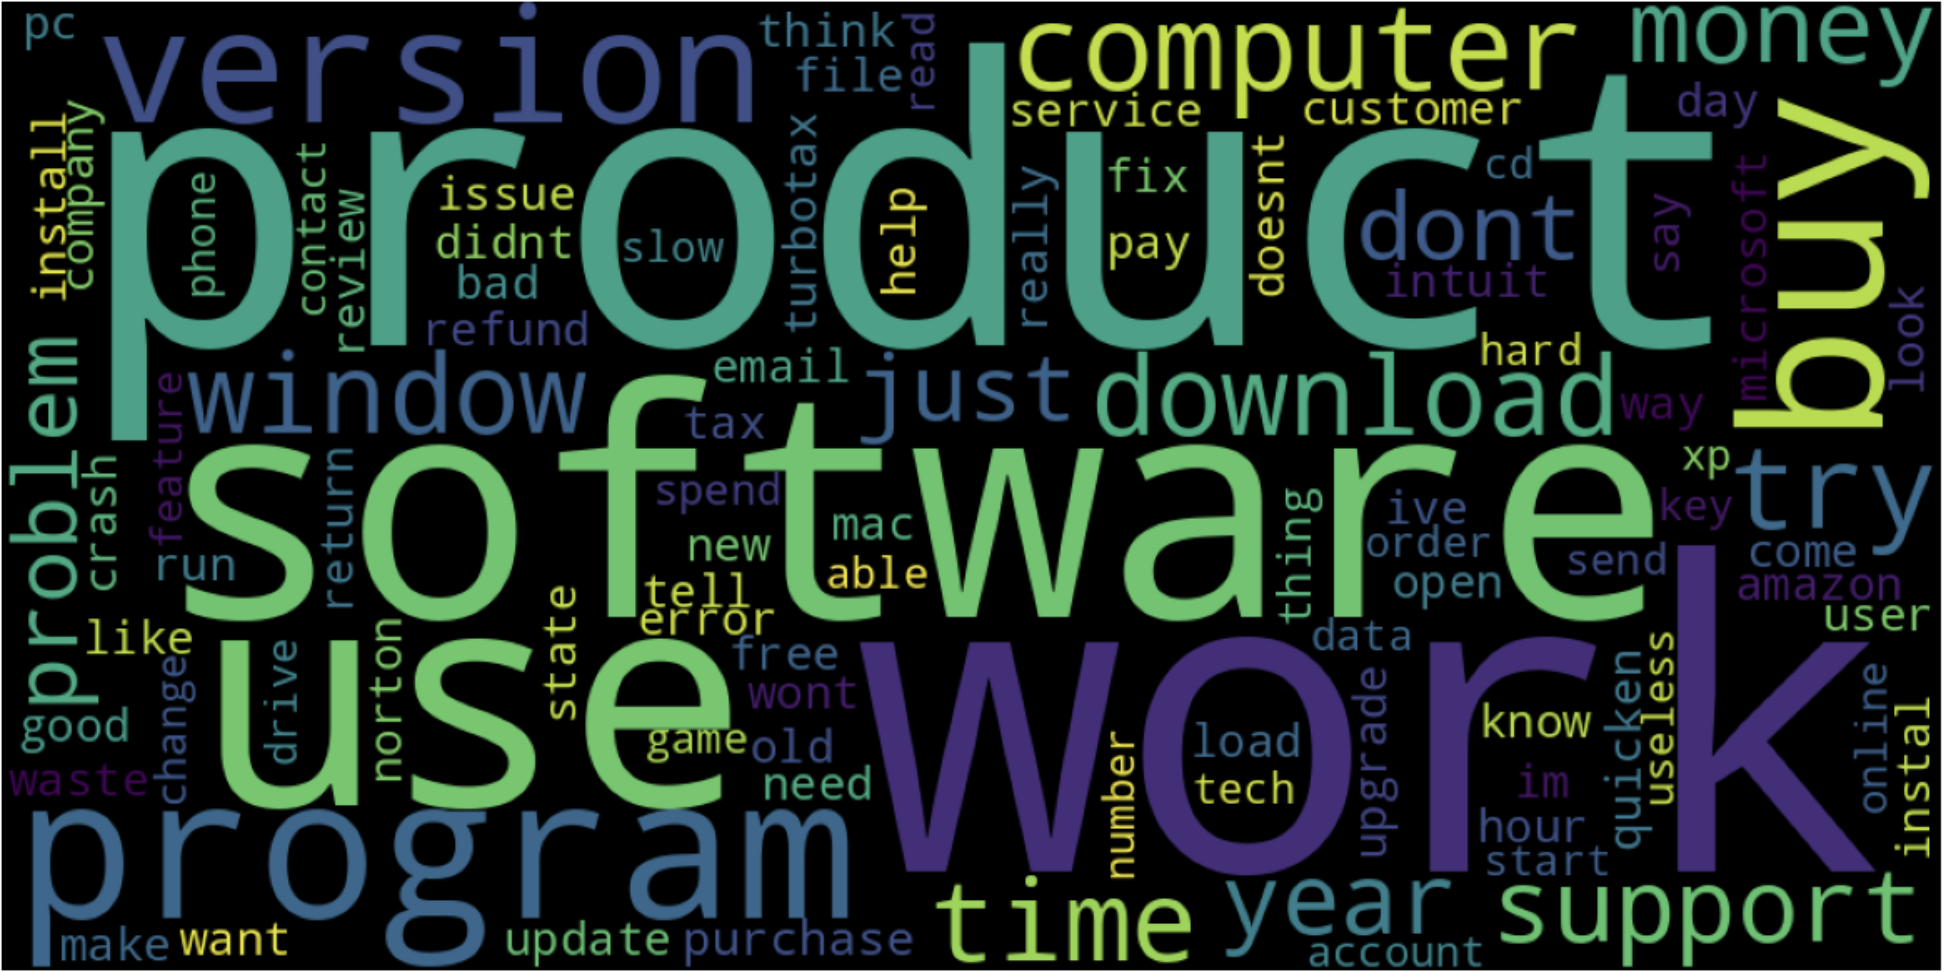 pc
version
think
file
read
computer
money
service
customer
day
buy
install
company
product
phone
contact
review
issue
didnt
bad
refund
slow
turbotax
help
really
fix
pay
doesnt
cd
dont
intuit
say
microsoft
look
hard
problem
window
email
just
download
way
feature
tax
crash
software
return
run
spend
new
mac
able
tell
error
thing
ive
order
open
send
xp
key
try
come
amazon
user
like
change
use
drive
norton
state
free
wont
game
old
need
work
data
number
load
tech
upgrade
know
im
hour
start
quicken
useless
online
instal
good
waste
program
make
want
update
purchase
time
year
account
support